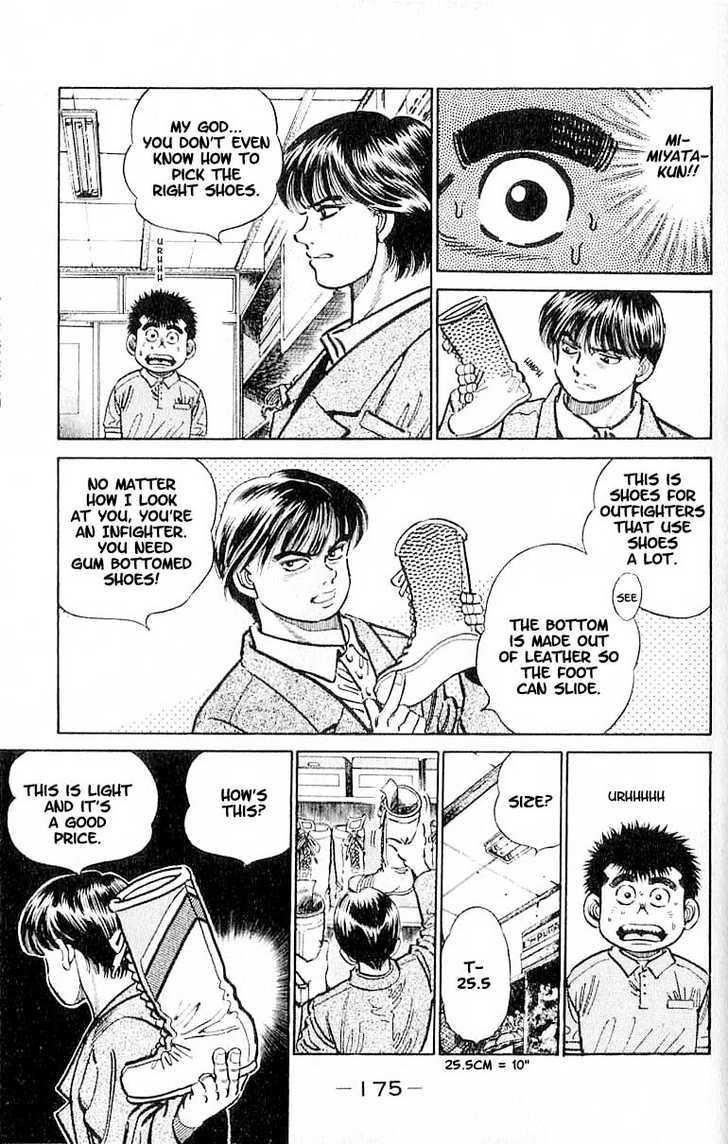 MI-
MIYATA-
KUN!!
MY GOD...
YOU DON'T EVEN
KNOW HOW TO
PICK THE
RIGHT SHOES.
URHHH
THIS IS
SHOES FOR
OUTFIGHTERS
THAT USE
SHOES
A LOT.
SEE
THE BOTTOM
IS MADE OUT
OF LEATHER SO
THE FOOT
CAN SLIDE.
NO MATTER
HOW I LOOK
AT YOU, YOU'RE
AN INFIGHTER.
YOU NEED
GUM BOTTOMED
SHOES!
URHHHHH
SIZE?
T-
25.5
25.5CM = 10"
HOW'S
THIS?
THIS IS LIGHT
AND IT'S
A GOOD
PRICE.
—175—